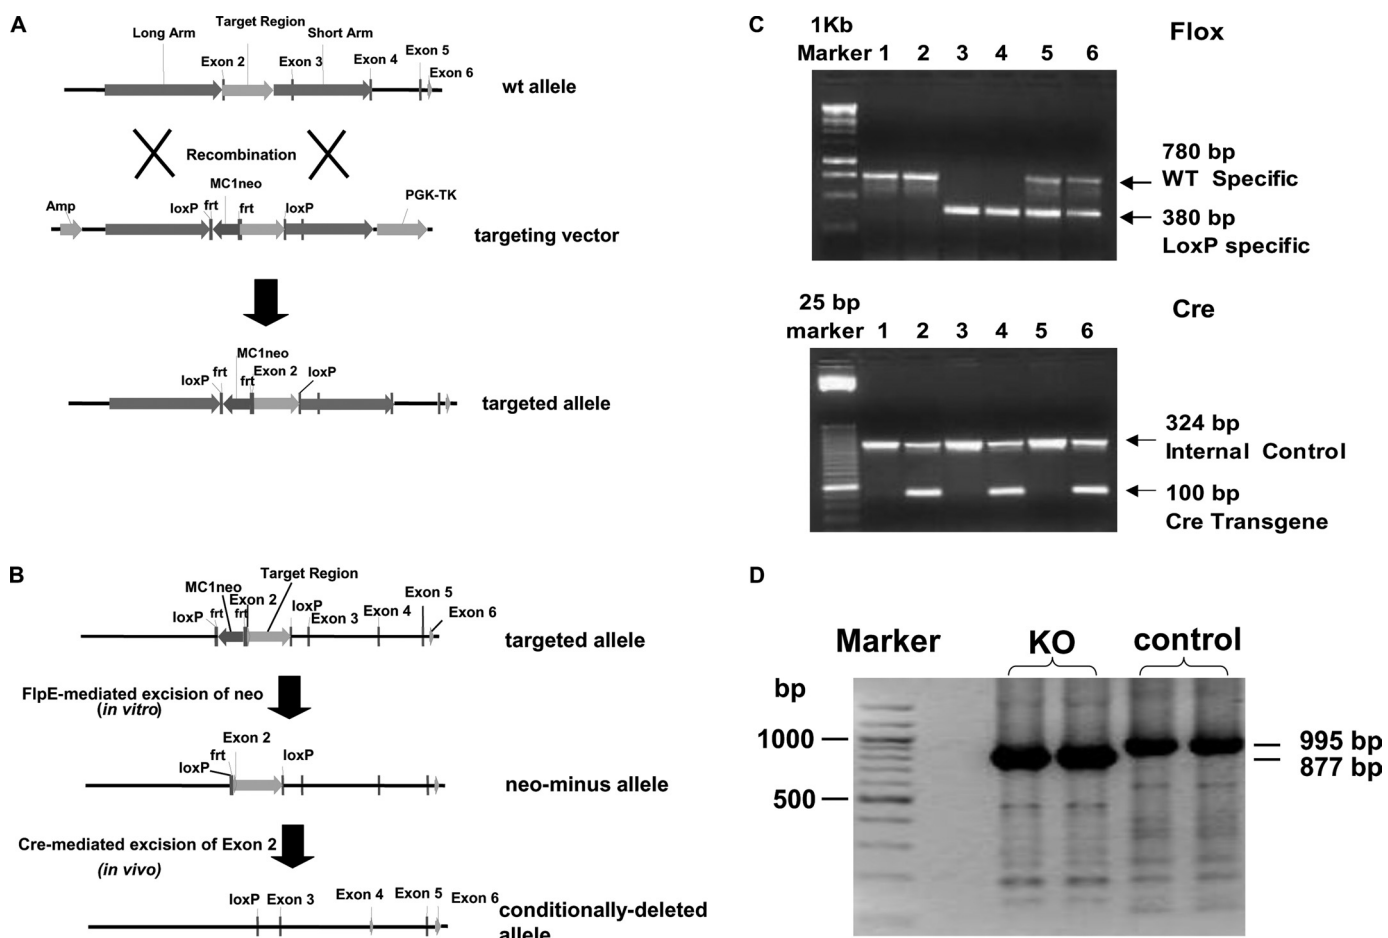 A
Long Arm
Target Region
Short Arm
Exon 2
Exon 3
Exon 4
Exon 5
Exon 6
wt allele
Recombination
Amp
loxP
frt
MC1neo
frt
loxP
PGK-TK
targeting vector
loxP
frt
MC1neo
frt
Exon 2
loxP
targeted allele
B
loxP
frt
MC1neo
frt
Exon 2
Target Region
loxP
Exon 3
Exon 4
Exon 5
Exon 6
targeted allele
FlpE-mediated excision of neo
(in vitro)
loxP
frt
Exon 2
loxP
neo-minus allele
Cre-mediated excision of Exon 2
(in vivo)
loxP
Exon 3
Exon 4
Exon 5
Exon 6
conditionally-deleted
allele
C
1Kb
Marker 1 2 3 4 5 6
Flox
780 bp
WT Specific
380 bp
LoxP specific
25 bp
marker 1 2 3 4 5 6
Cre
324 bp
Internal Control
100 bp
Cre Transgene
D
Marker
KO
control
bp
1000
500
995 bp
877 bp